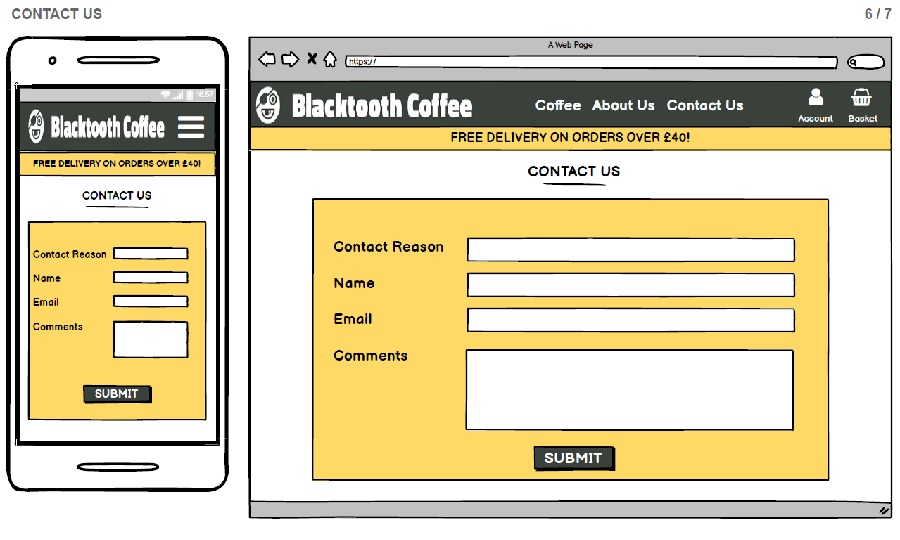 CONTACT US
6 / 7
16:57
Blacktooth Coffee
FREE DELIVERY ON ORDERS OVER £40!
CONTACT US
Contact Reason
Name
Email
Comments
SUBMIT
A Web Page
https://
Blacktooth Coffee
Coffee About Us Contact Us
Account Basket
FREE DELIVERY ON ORDERS OVER £40!
CONTACT US
Contact Reason
Name
Email
Comments
SUBMIT